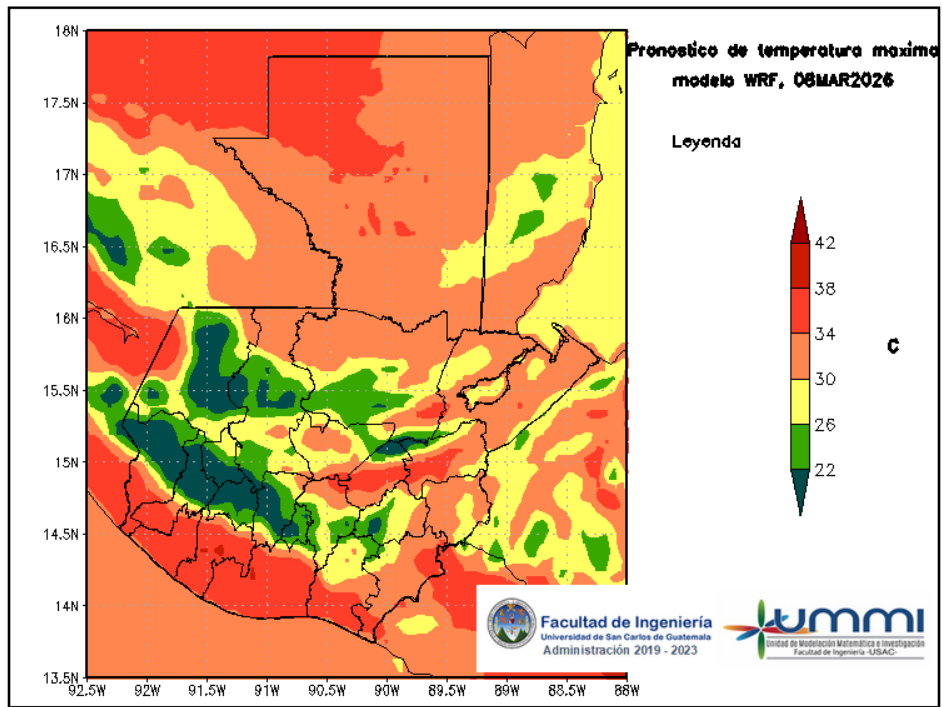 Pronostico de temperatura maxima
modelo WRF, 08MAR2026
Leyenda
42
38
34
30
26
22
C
18N
17.5N
17N
16.5N
16N
15.5N
15N
14.5N
14N
13.5N
92.5W
92W
91.5W
91W
90.5W
90W
89.5W
89W
88.5W
88W
Facultad de Ingeniería
Universidad de San Carlos de Guatemala
Administración 2019 - 2023
UMMI
Unidad de Modelación Matemática e Investigación
Facultad de Ingeniería -USAC-